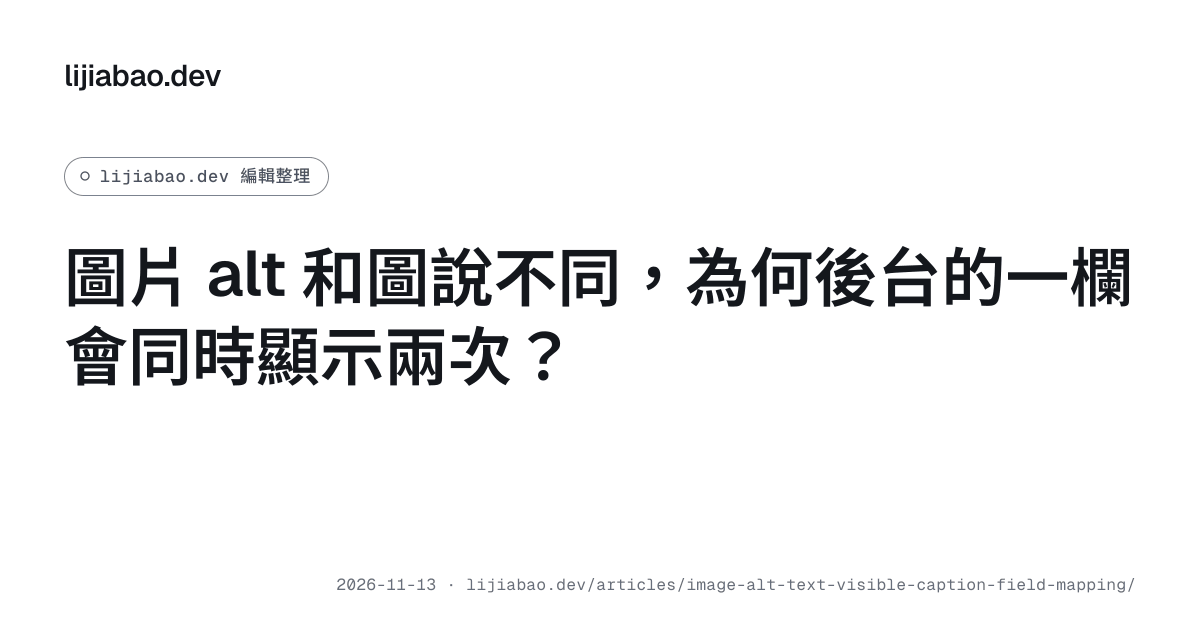 lijiabao.dev
lijiabao.dev 編輯整理
圖片 alt 和圖說不同，為何後台的一欄
會同時顯示兩次？
2026-11-13 · lijiabao.dev/articles/image-alt-text-visible-caption-field-mapping/